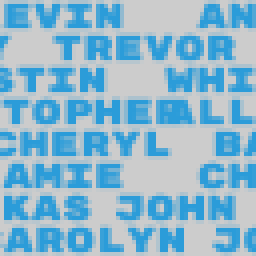 EVIN AN
Y TREVOR
STIN WHI
TOPHER ALL
CHERYL BA
AMIE CH
KAS JOHN
CAROLYN JO